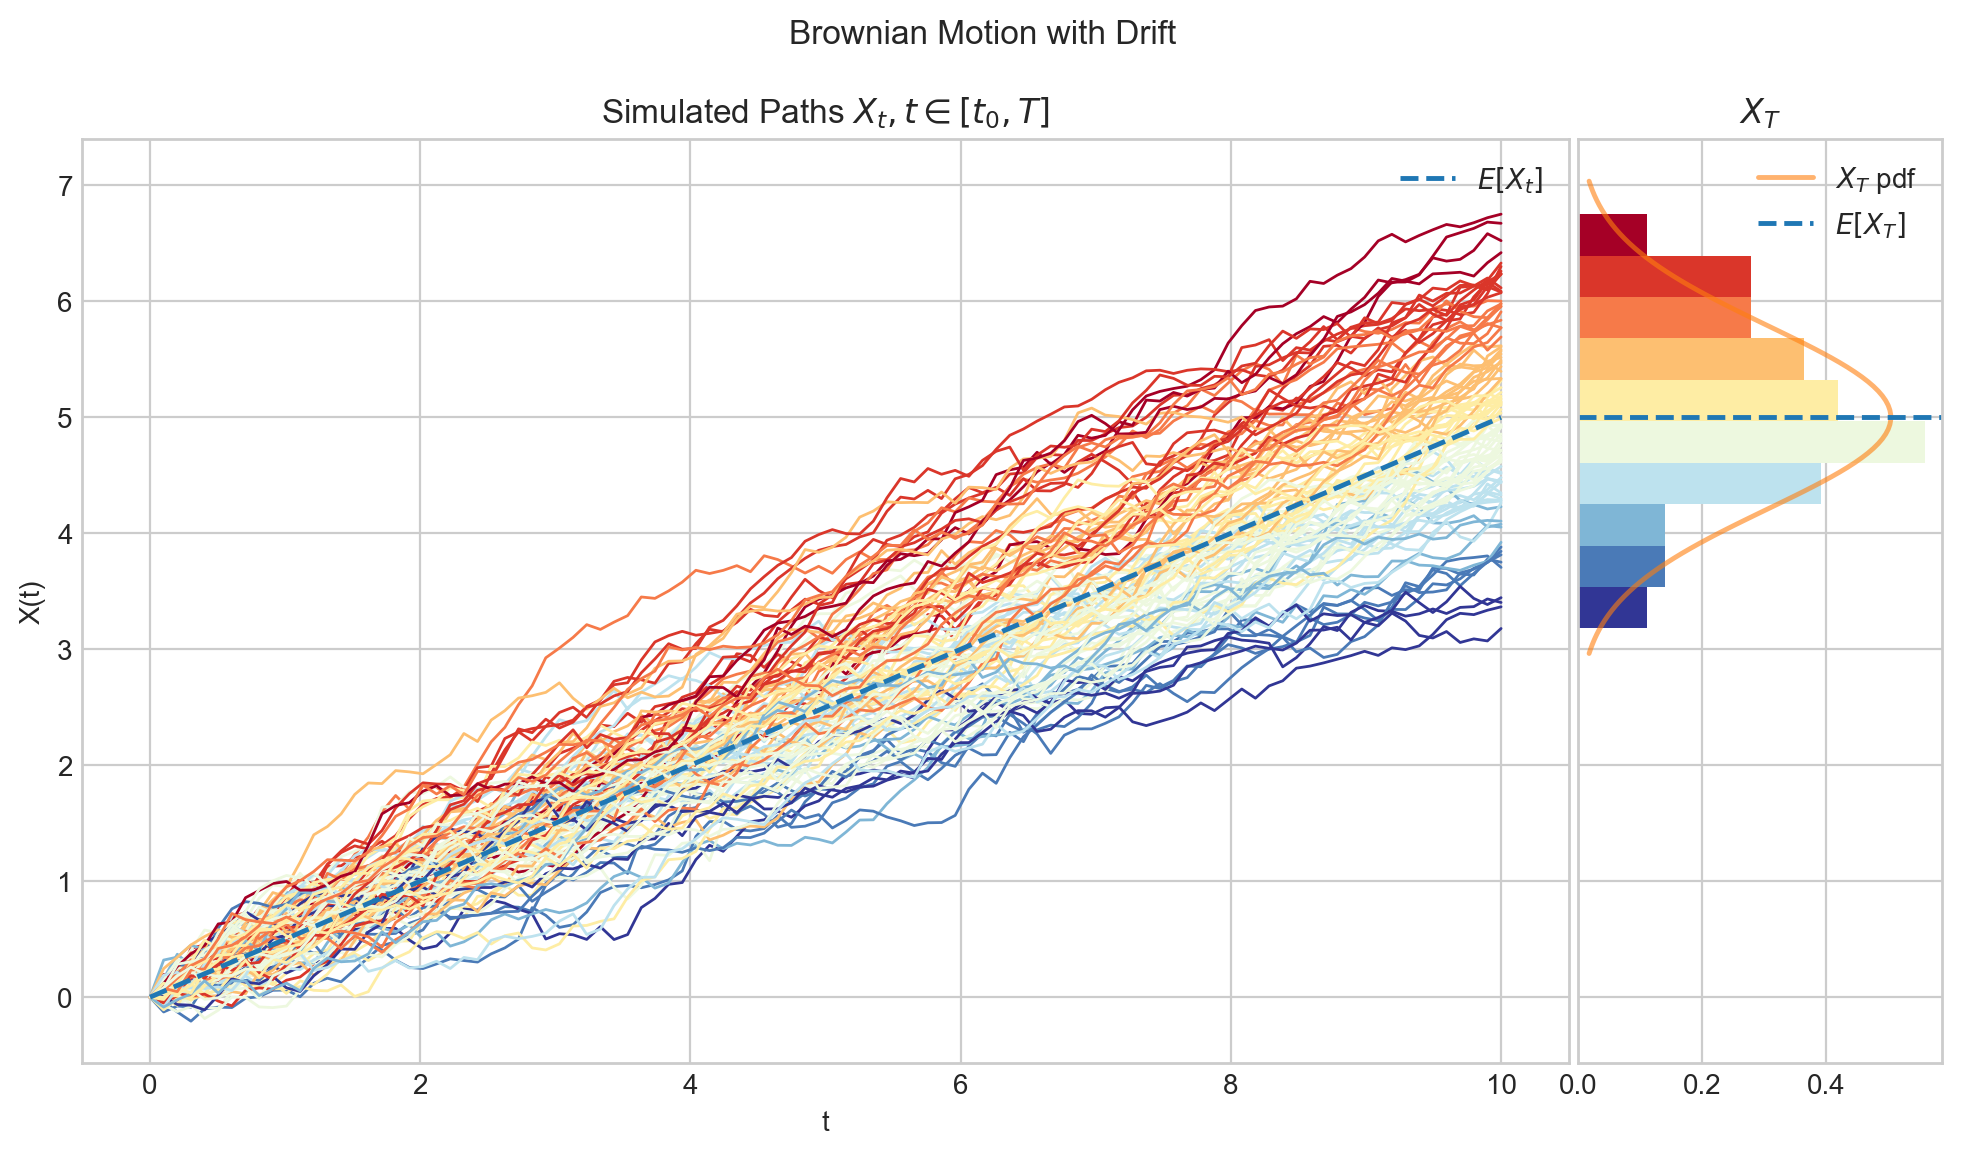 Brownian Motion with Drift
Simulated Paths $X_t, t \in [t_0, T]$
$X_T$
$E[X_t]$
$X_T$ pdf
$E[X_T]$
X(t)
7
6
5
4
3
2
1
0
0 2 4 6 8 10
t
0.0 0.2 0.4